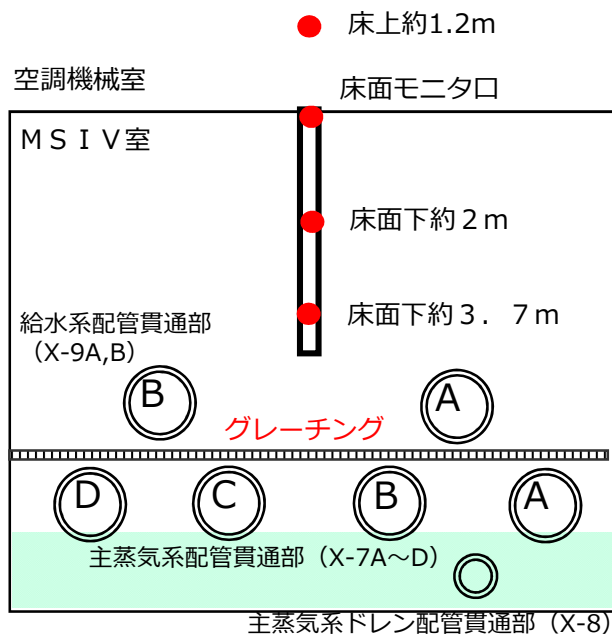 床上約1.2m
空調機械室
床面モニタ口
ＭＳＩＶ室
床面下約２ｍ
床面下約３．７ｍ
給水系配管貫通部
（X-9A,B）
B
A
グレーチング
D
C
B
A
主蒸気系配管貫通部（X-7A～D）
主蒸気系ドレン配管貫通部（X-8）